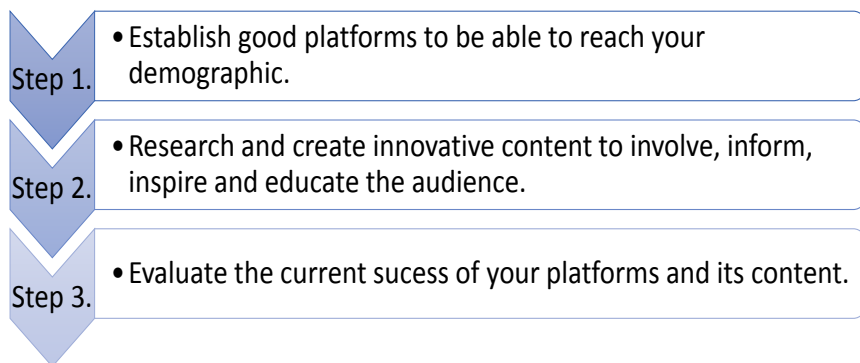 Step 1.
• Establish good platforms to be able to reach your
demographic.
Step 2.
• Research and create innovative content to involve, inform,
inspire and educate the audience.
Step 3.
• Evaluate the current sucess of your platforms and its content.